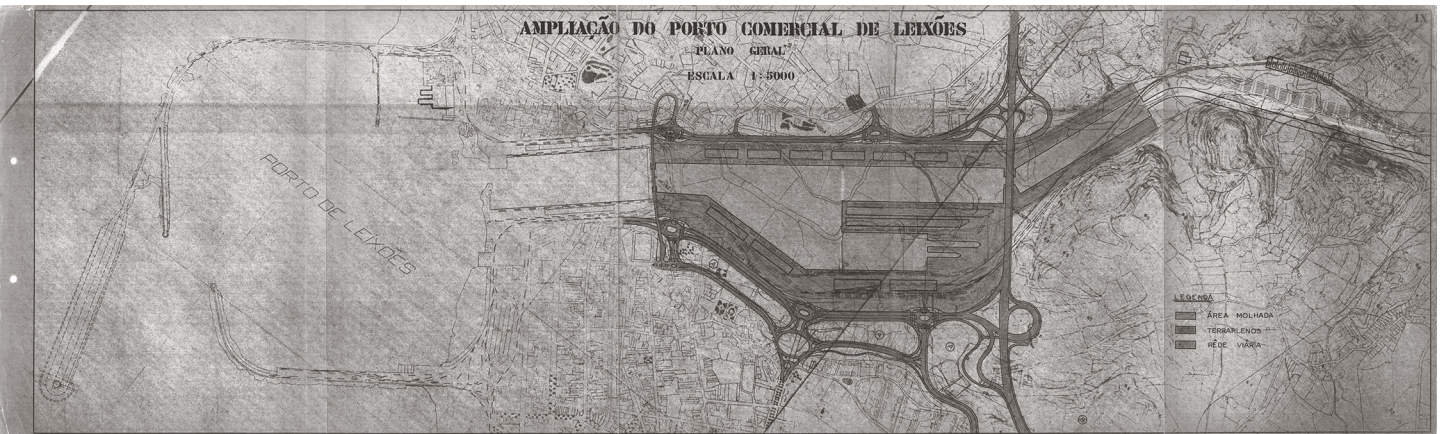 AMPLIAÇÃO DO PORTO COMERCIAL DE LEIXÕES
PLANO GERAL
ESCALA 1:5000
IX
PORTO DE LEIXÕES
LEGENDA
ÁREA MOLHADA
TERRAPLENOS
RÊDE VIÁRIA